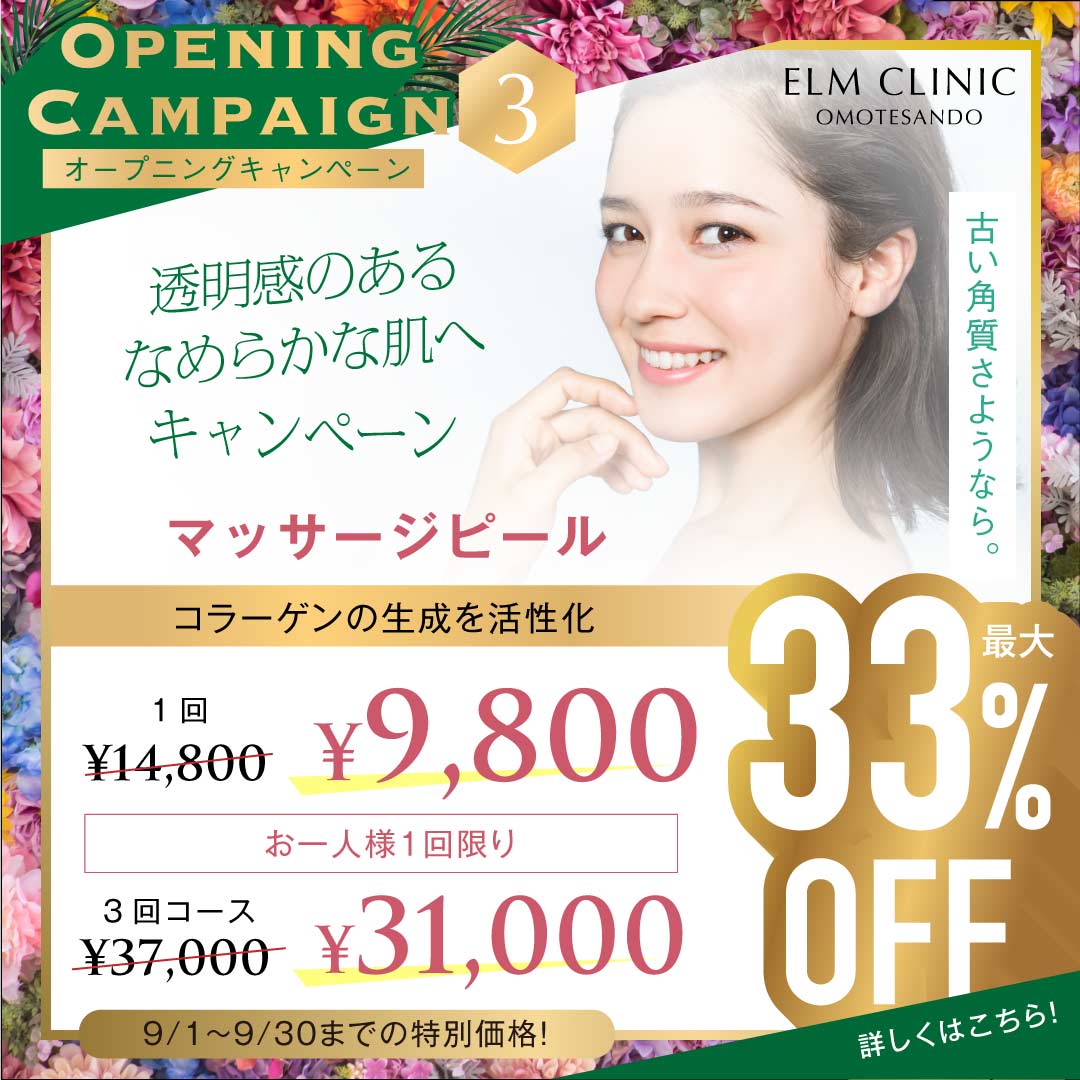 OPENING
CAMPAIGN
3
オープニングキャンペーン
ELM CLINIC
OMOTESANDO
古い角質さようなら。
透明感のある
なめらかな肌へ
キャンペーン
マッサージピール
コラーゲンの生成を活性化
1回
¥14,800
¥9,800
お一人様1回限り
3回コース
¥37,000
¥31,000
最大
33%
OFF
9/1〜9/30までの特別価格!
詳しくはこちら!